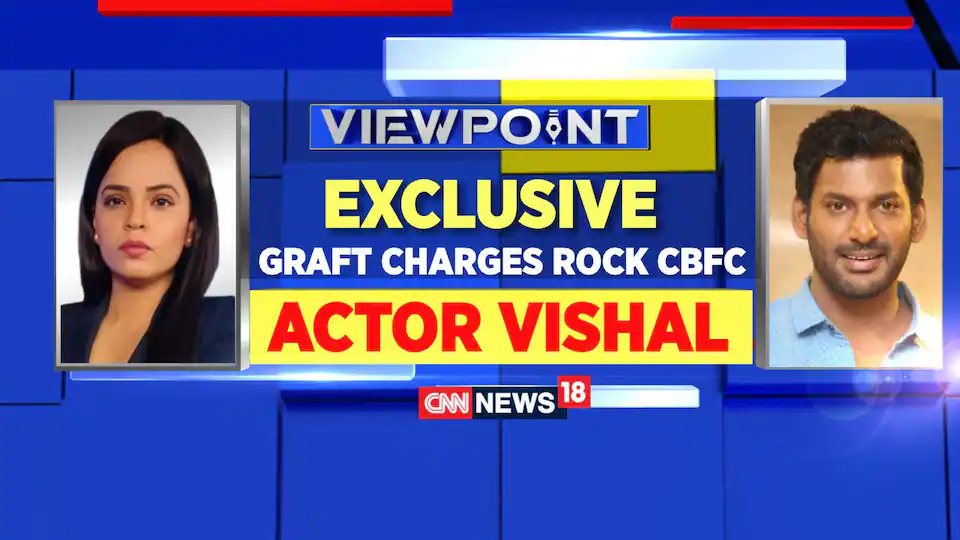 VIEWPOINT
EXCLUSIVE
GRAFT CHARGES ROCK CBFC
ACTOR VISHAL
CNN NEWS 18